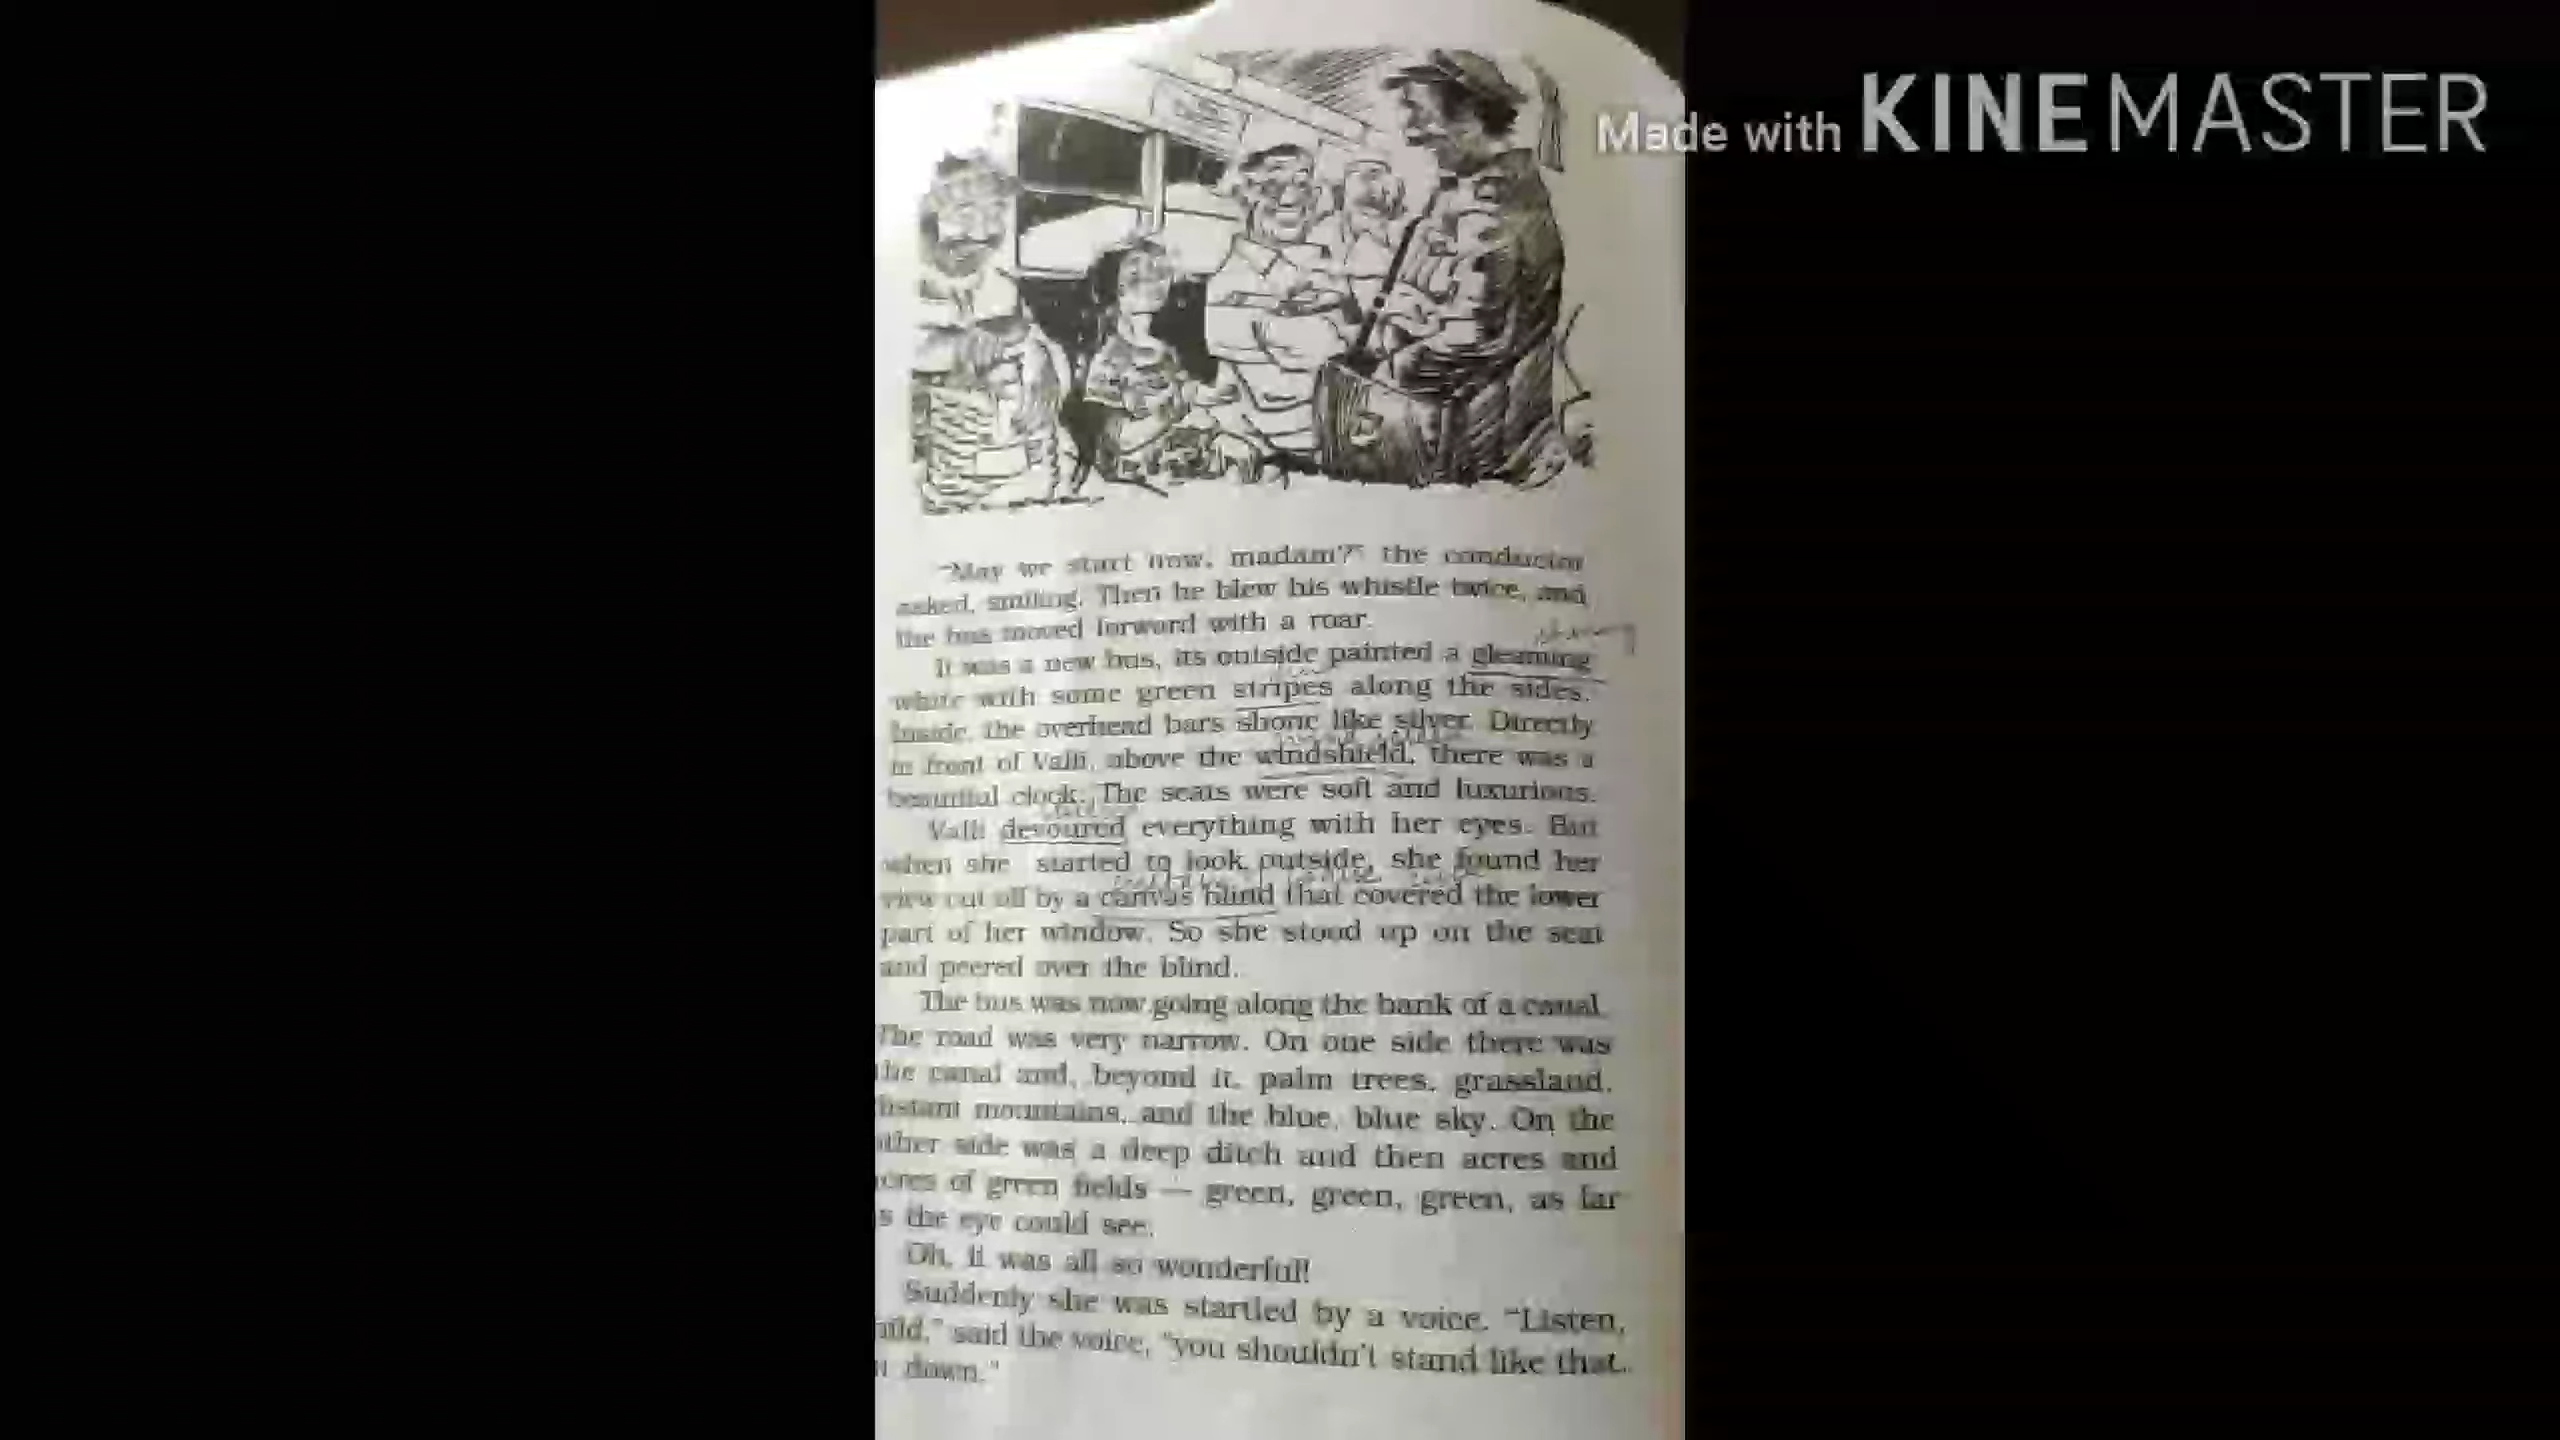 Made with KINEMASTER
"May we start now, madam?" the conductor
asked, smiling. Then he blew his whistle twice, and
the bus moved forward with a roar.
It was a new bus, its outside painted a gleaming
white with some green stripes along the sides.
Inside, the overhead bars shone like silver. Directly
in front of Valli, above the windshield, there was a
beautiful clock. The seats were soft and luxurious.
Valli devoured everything with her eyes. But
when she started to look outside, she found her
view cut off by a canvas blind that covered the lower
part of her window. So she stood up on the seat
and peered over the blind.
The bus was now going along the bank of a canal.
The road was very narrow. On one side there was
the canal and, beyond it, palm trees, grassland,
istant mountains, and the blue, blue sky. On the
ther side was a deep ditch and then acres and
cres of green fields — green, green, green, as far
s the eye could see.
Oh, it was all so wonderful!
Suddenly she was startled by a voice. "Listen,
ild," said the voice, "you shouldn't stand like that.
down."